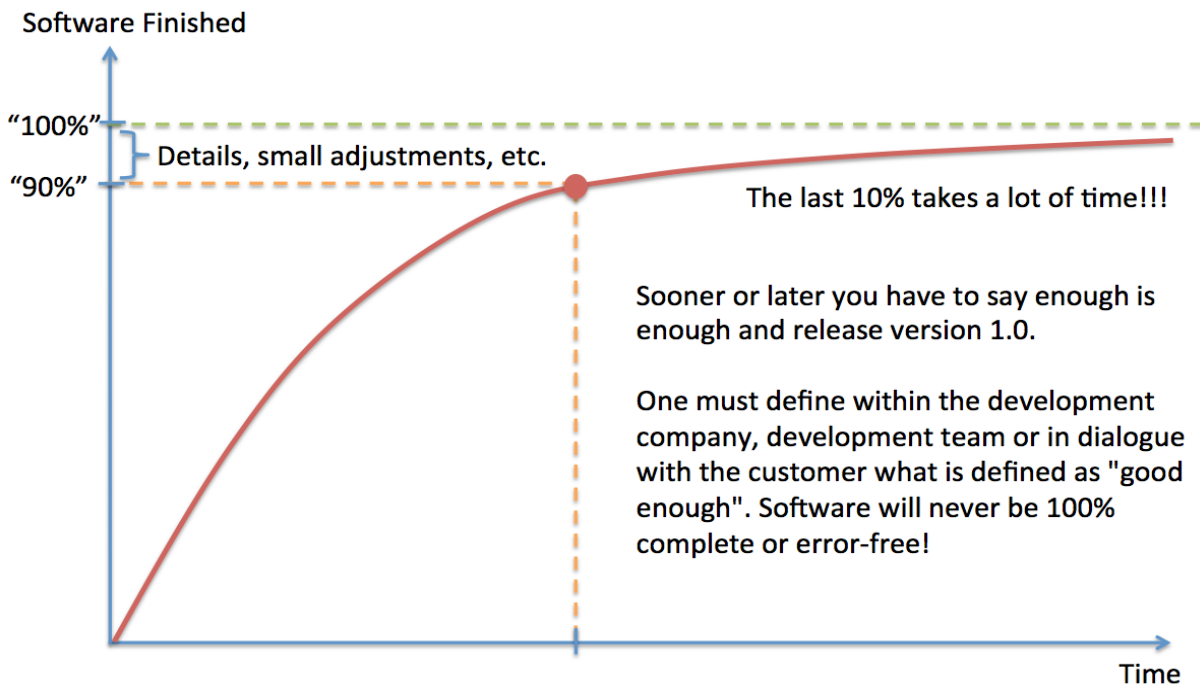 Software Finished
“100%”
Details, small adjustments, etc.
“90%”
The last 10% takes a lot of time!!!
Sooner or later you have to say enough is
enough and release version 1.0.
One must define within the development
company, development team or in dialogue
with the customer what is defined as "good
enough". Software will never be 100%
complete or error-free!
Time